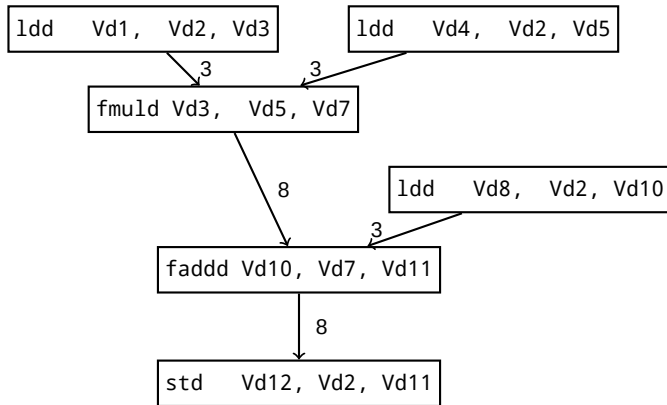 ldd Vd1, Vd2, Vd3
ldd Vd4, Vd2, Vd5
3
3
fmuld Vd3, Vd5, Vd7
8
ldd Vd8, Vd2, Vd10
3
faddd Vd10, Vd7, Vd11
8
std Vd12, Vd2, Vd11